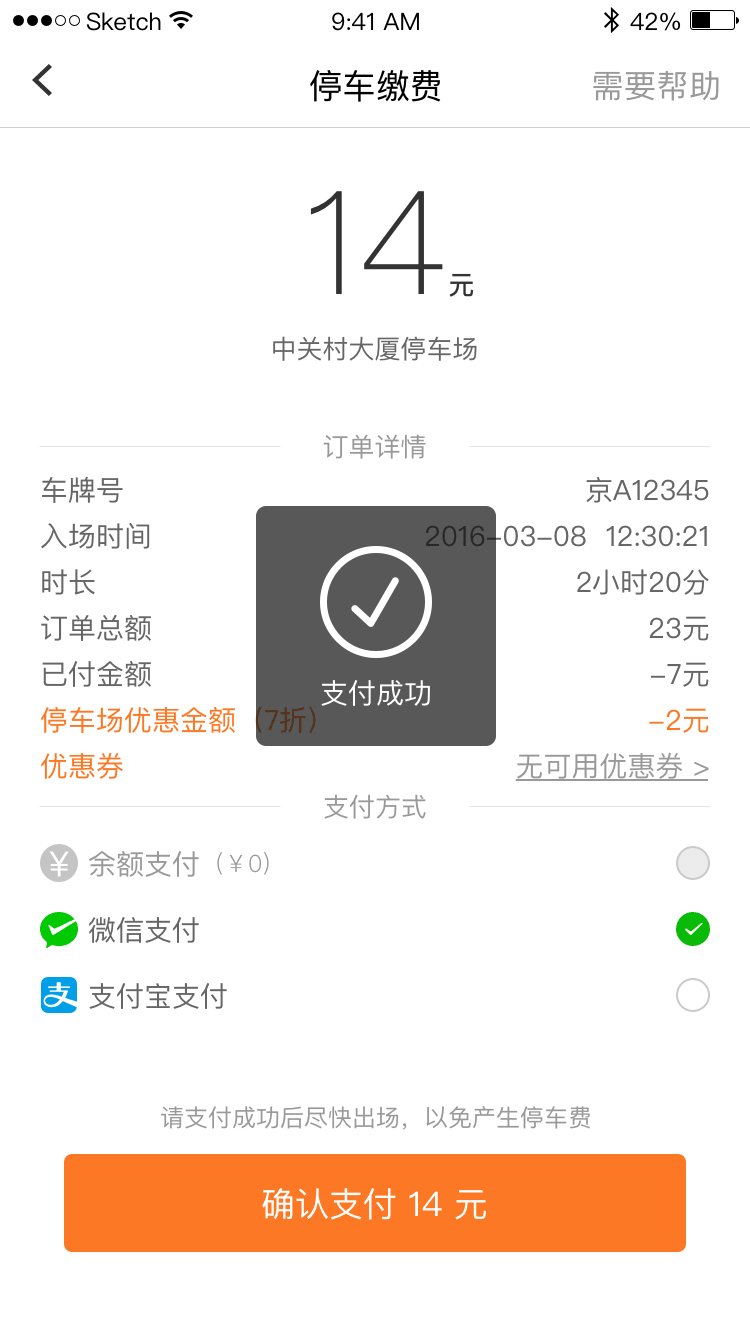 Sketch 9:41 AM 42%
停车缴费 需要帮助
14元
中关村大厦停车场
订单详情
车牌号 京A12345
入场时间 2016-03-08 12:30:21
时长 2小时20分
订单总额 23元
已付金额 -7元
支付成功
停车场优惠金额（7折） -2元
优惠券 无可用优惠券 >
支付方式
¥ 余额支付（¥0）
微信支付
支 支付宝支付
请支付成功后尽快出场，以免产生停车费
确认支付 14 元